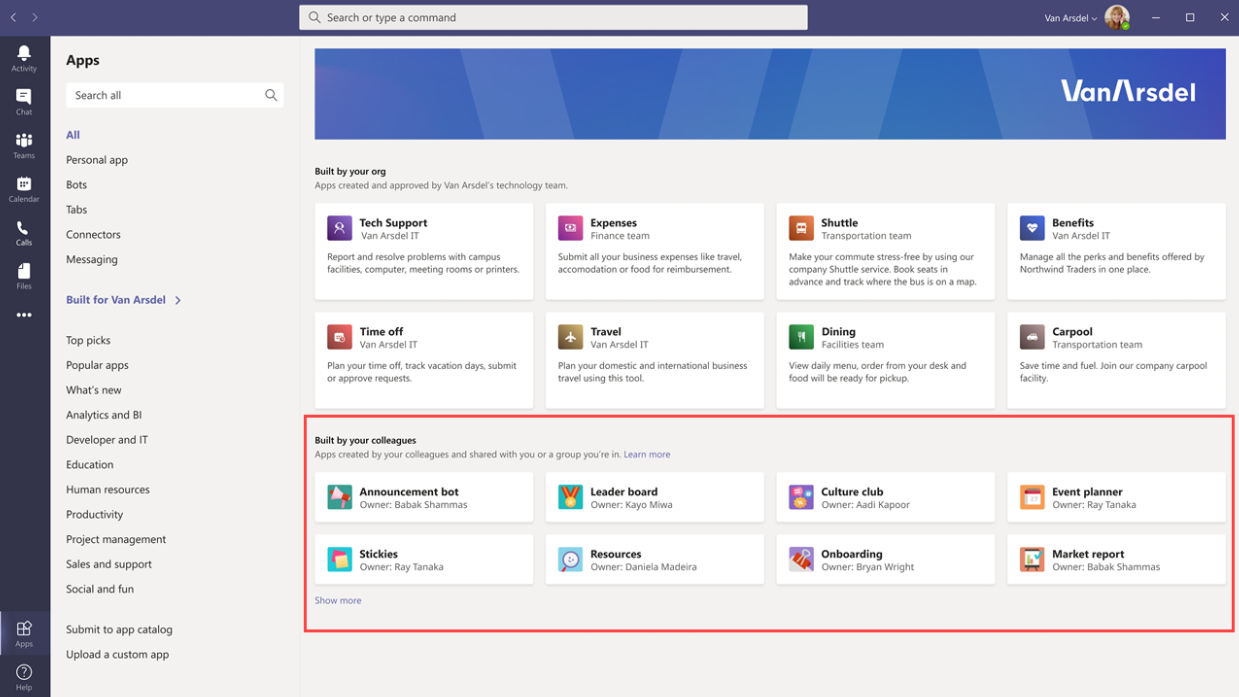 Search or type a command
Van Arsdel
Activity
Chat
Teams
Calendar
Calls
Files
Apps
Help
Apps
Search all
All
Personal app
Bots
Tabs
Connectors
Messaging
Built for Van Arsdel
Top picks
Popular apps
What's new
Analytics and BI
Developer and IT
Education
Human resources
Productivity
Project management
Sales and support
Social and fun
Submit to app catalog
Upload a custom app
VanArsdel
Built by your org
Apps created and approved by Van Arsdel's technology team.
Tech Support
Van Arsdel IT
Report and resolve problems with campus
facilities, computer, meeting rooms or printers.
Expenses
Finance team
Submit all your business expenses like travel,
accomodation or food for reimbursement.
Shuttle
Transportation team
Make your commute stress-free by using our
company Shuttle service. Book seats in
advance and track where the bus is on a map.
Benefits
Van Arsdel IT
Manage all the perks and benefits offered by
Northwind Traders in one place.
Time off
Van Arsdel IT
Plan your time off, track vacation days, submit
or approve requests.
Travel
Van Arsdel IT
Plan your domestic and international business
travel using this tool.
Dining
Facilities team
View daily menu, order from your desk and
food will be ready for pickup.
Carpool
Transportation team
Save time and fuel. Join our company carpool
facility.
Built by your colleagues
Apps created by your colleagues and shared with you or a group you're in. Learn more
Announcement bot
Owner: Babak Shammas
Leader board
Owner: Kayo Miwa
Culture club
Owner: Aadi Kapoor
Event planner
Owner: Ray Tanaka
Stickies
Owner: Ray Tanaka
Resources
Owner: Daniela Madeira
Onboarding
Owner: Bryan Wright
Market report
Owner: Babak Shammas
Show more